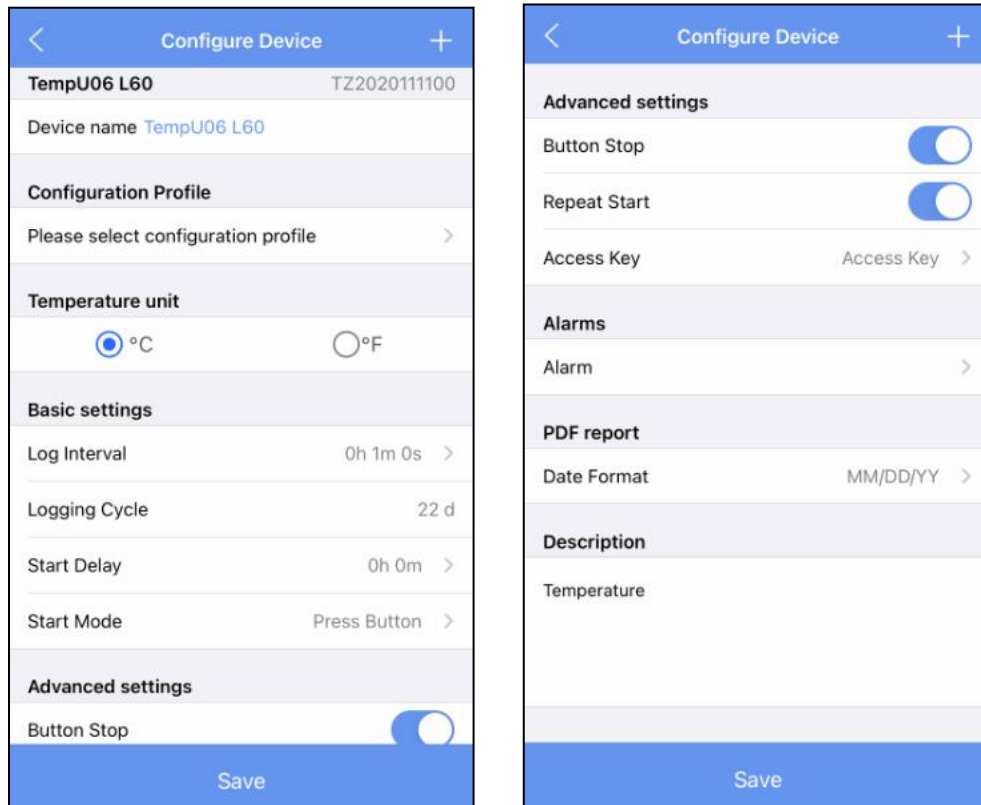 Configure Device
TempU06 L60 TZ2020111100
Device name TempU06 L60
Configuration Profile
Please select configuration profile
Temperature unit
°C °F
Basic settings
Log Interval 0h 1m 0s
Logging Cycle 22 d
Start Delay 0h 0m
Start Mode Press Button
Advanced settings
Button Stop
Save
Configure Device
Advanced settings
Button Stop
Repeat Start
Access Key Access Key
Alarms
Alarm
PDF report
Date Format MM/DD/YY
Description
Temperature
Save